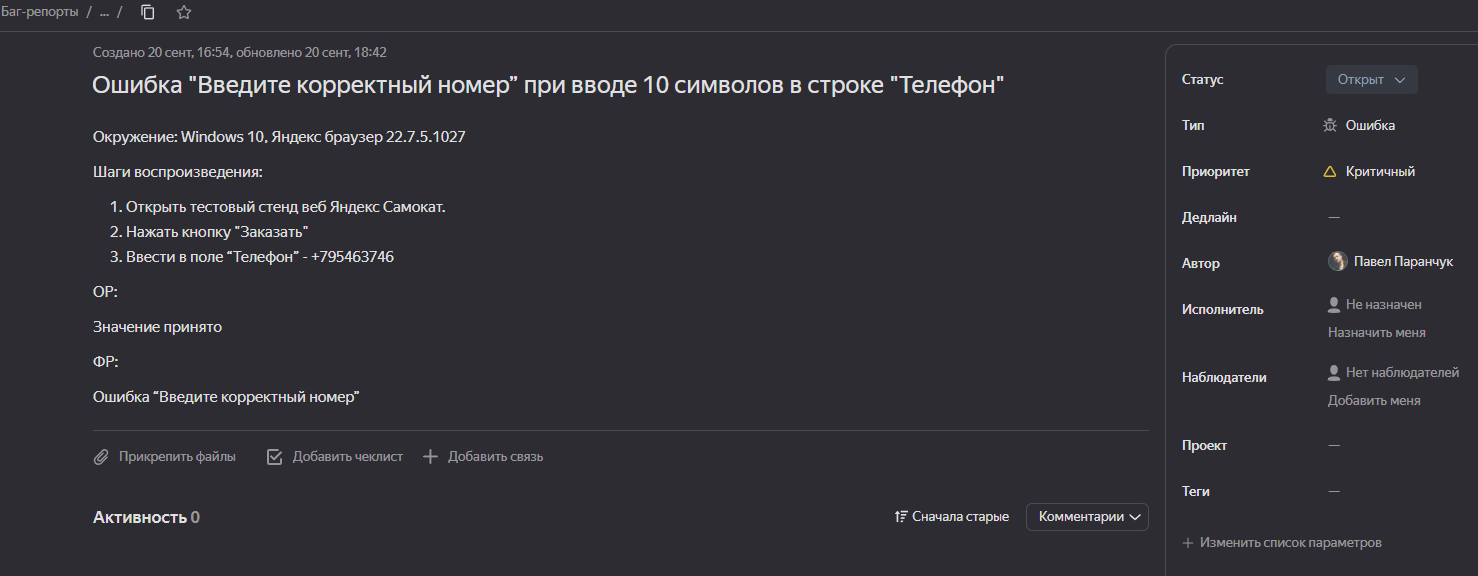 Баг-репорты / ... /
Создано 20 сент, 16:54, обновлено 20 сент, 18:42
Ошибка "Введите корректный номер” при вводе 10 символов в строке "Телефон"
Окружение: Windows 10, Яндекс браузер 22.7.5.1027
Шаги воспроизведения:
1. Открыть тестовый стенд веб Яндекс Самокат.
2. Нажать кнопку "Заказать"
3. Ввести в поле “Телефон” - +795463746
ОР:
Значение принято
ФР:
Ошибка “Введите корректный номер”
Прикрепить файлы Добавить чеклист Добавить связь
Активность 0
Сначала старые Комментарии
Статус Открыт
Тип Ошибка
Приоритет Критичный
Дедлайн —
Автор Павел Паранчук
Исполнитель Не назначен
Назначить меня
Наблюдатели Нет наблюдателей
Добавить меня
Проект —
Теги —
+ Изменить список параметров